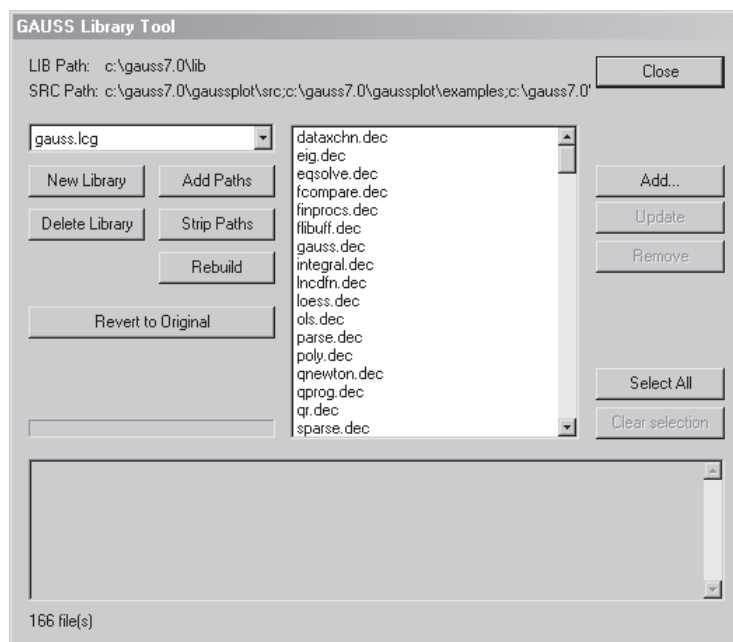 GAUSS Library Tool
LIB Path: c:\gauss7.0\lib
SRC Path: c:\gauss7.0\gaussplot\src;c:\gauss7.0\gaussplot\examples;c:\gauss7.0'
Close
gauss.lcg
New Library
Add Paths
Delete Library
Strip Paths
Rebuild
Revert to Original
dataxchn.dec
eig.dec
eqsolve.dec
fcompare.dec
finprocs.dec
flibuff.dec
gauss.dec
integral.dec
lncdfn.dec
loess.dec
ols.dec
parse.dec
poly.dec
qnewton.dec
qprog.dec
qr.dec
sparse.dec
Add...
Update
Remove
Select All
Clear selection
166 file(s)